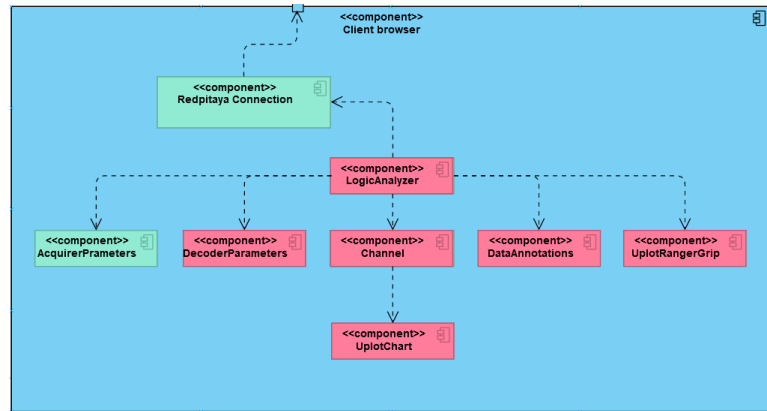 <<component>>
Client browser
<<component>>
Redpitaya Connection
<<component>>
LogicAnalyzer
<<component>>
AcquirerPrameters
<<component>>
DecoderParameters
<<component>>
Channel
<<component>>
DataAnnotations
<<component>>
UplotRangerGrip
<<component>>
UplotChart